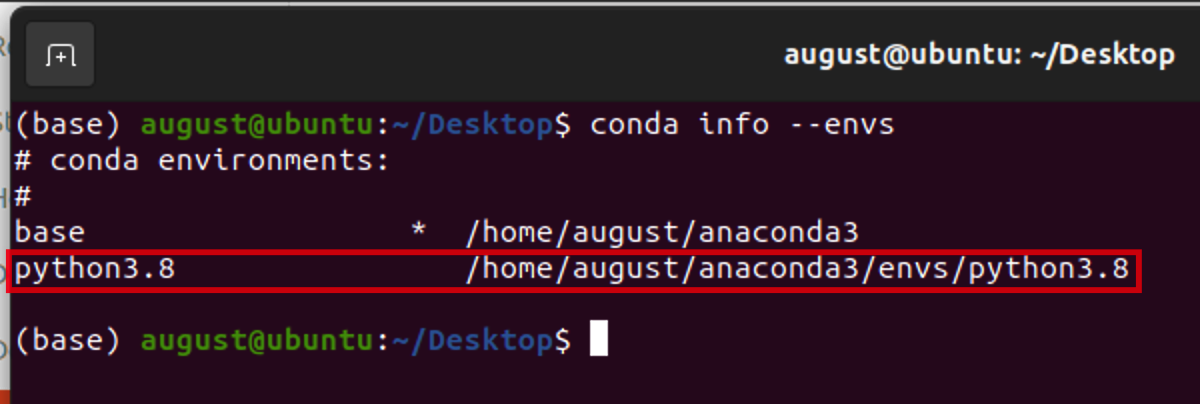 august@ubuntu: ~/Desktop
(base) august@ubuntu:~/Desktop$ conda info --envs
# conda environments:
#
base                  *  /home/august/anaconda3
python3.8                /home/august/anaconda3/envs/python3.8
(base) august@ubuntu:~/Desktop$